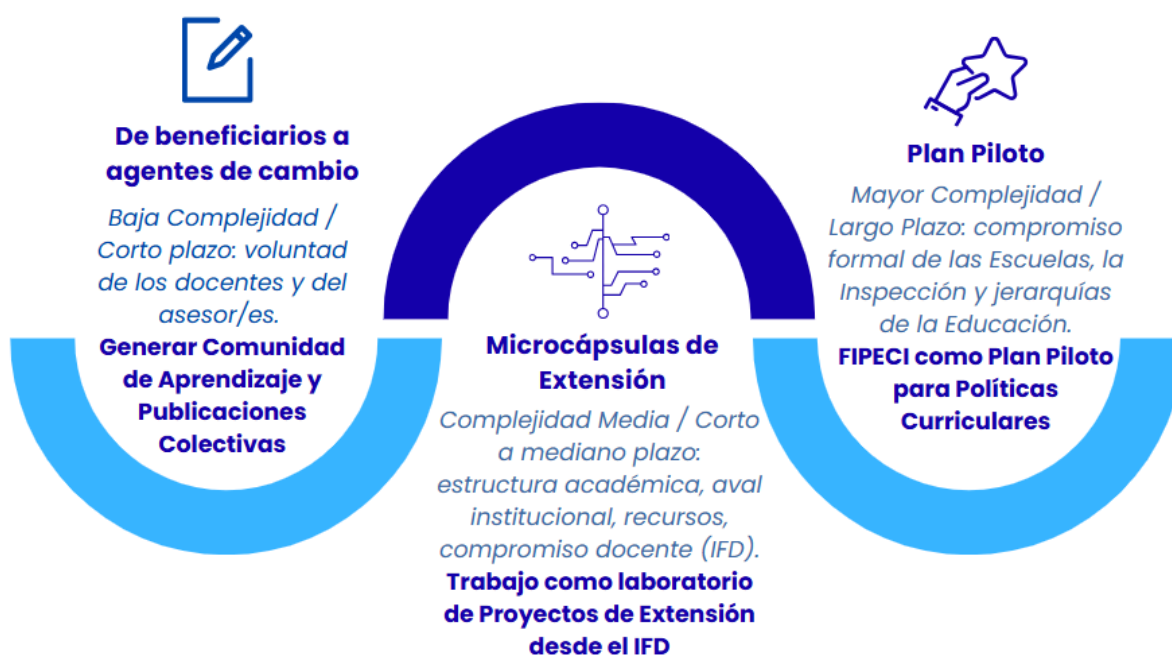 De beneficiarios a
agentes de cambio
Baja Complejidad /
Corto plazo: voluntad
de los docentes y del
asesor/es.
Generar Comunidad
de Aprendizaje y
Publicaciones
Colectivas
Microcápsulas de
Extensión
Complejidad Media / Corto
a mediano plazo:
estructura académica, aval
institucional, recursos,
compromiso docente (IFD).
Trabajo como laboratorio
de Proyectos de Extensión
desde el IFD
Plan Piloto
Mayor Complejidad /
Largo Plazo: compromiso
formal de las Escuelas, la
Inspección y jerarquías
de la Educación.
FIPECI como Plan Piloto
para Políticas
Curriculares